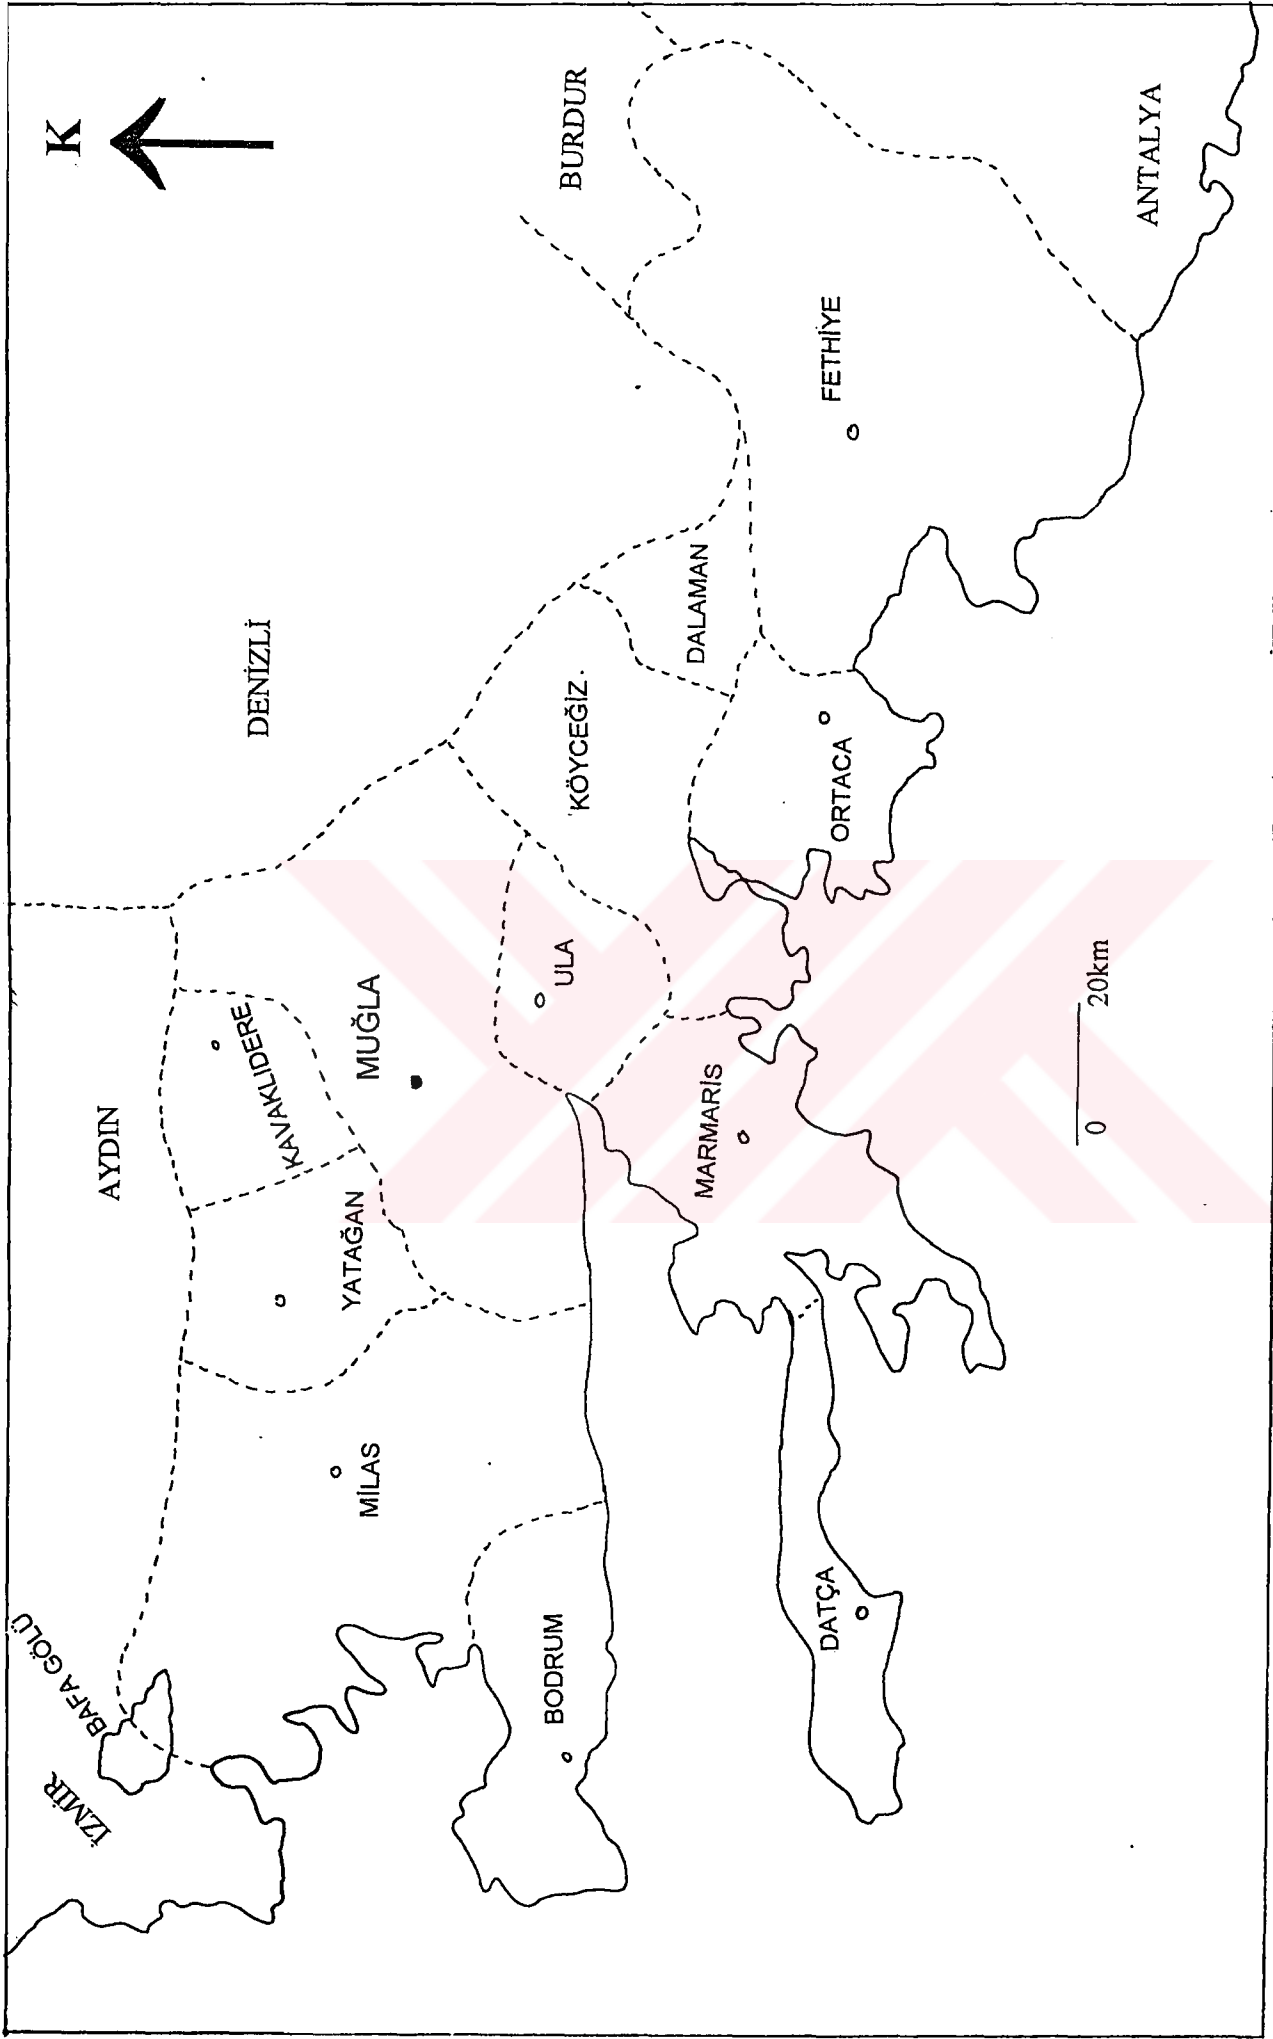 K
İZMİR
BAFA GÖLÜ
AYDIN
DENİZLİ
BURDUR
ANTALYA
KAVAKLIDERE
MUĞLA
YATAĞAN
MİLAS
BODRUM
ULA
KÖYCEĞİZ
DALAMAN
FETHİYE
ORTACA
MARMARİS
DATÇA
0 20km